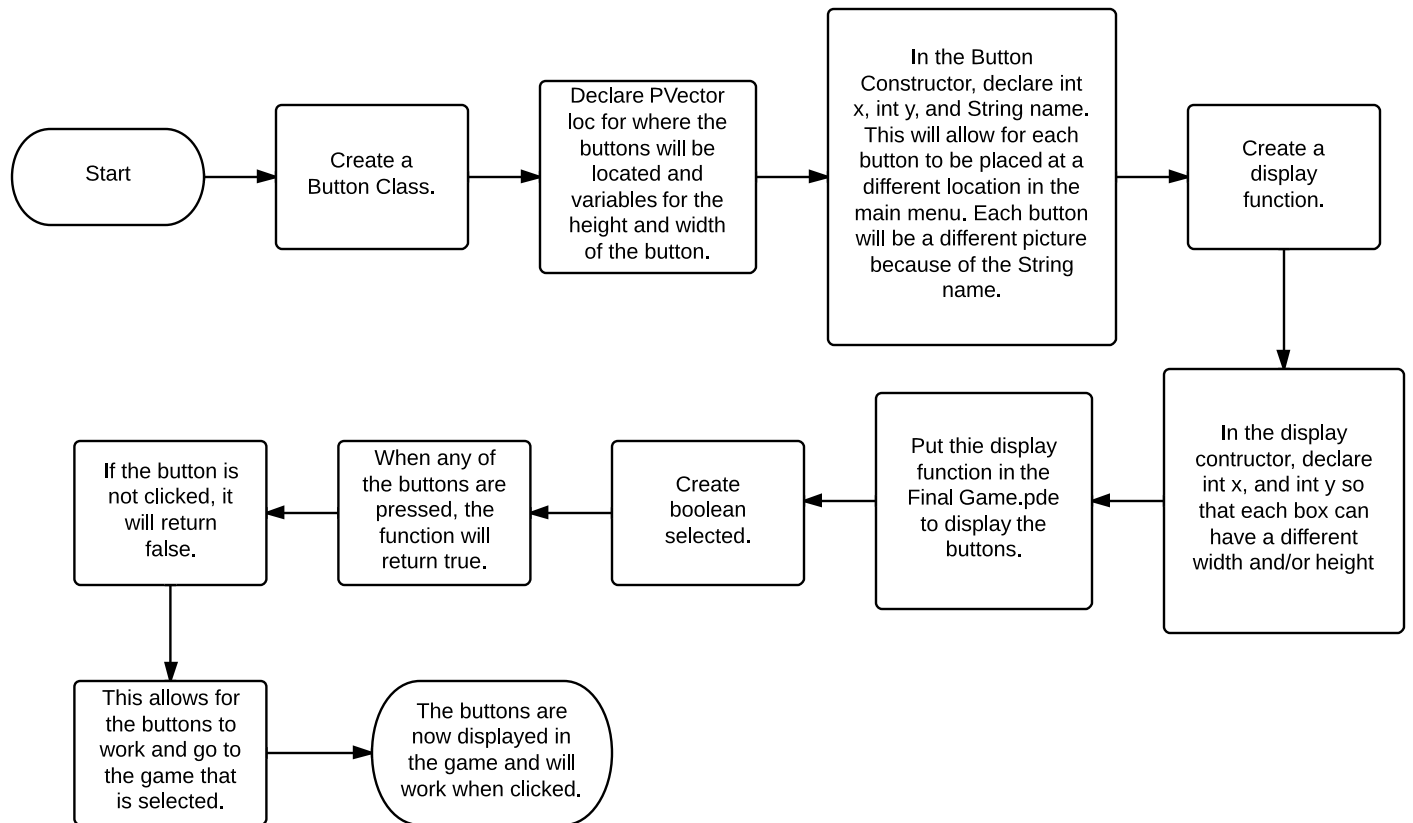 Start
Create a
Button Class.
Declare PVector
loc for where the
buttons will be
located and
variables for the
height and width
of the button.
In the Button
Constructor, declare int
x, int y, and String name.
This will allow for each
button to be placed at a
different location in the
main menu. Each button
will be a different picture
because of the String
name.
Create a
display
function.
In the display
contructor, declare
int x, and int y so
that each box can
have a different
width and/or height
Put thie display
function in the
Final Game.pde
to display the
buttons.
Create
boolean
selected.
When any of
the buttons are
pressed, the
function will
return true.
If the button is
not clicked, it
will return
false.
This allows for
the buttons to
work and go to
the game that
is selected.
The buttons are
now displayed in
the game and will
work when clicked.